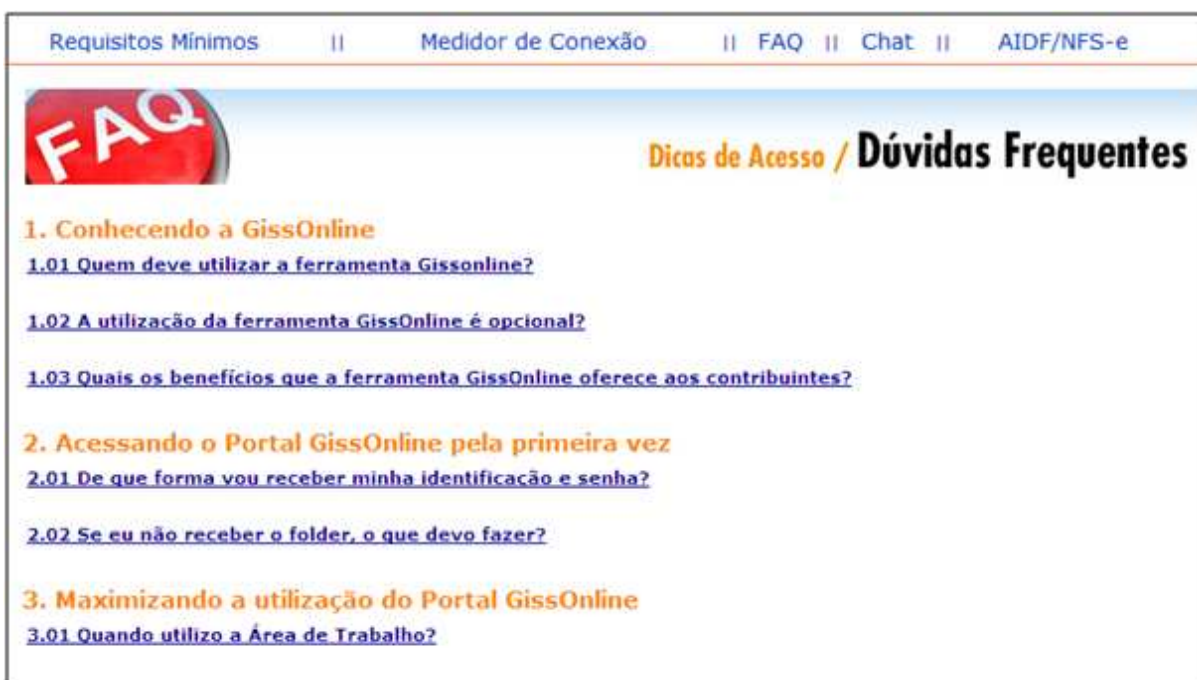 Requisitos Mínimos || Medidor de Conexão || FAQ || Chat || AIDF/NFS-e
FAQ
Dicas de Acesso / Dúvidas Frequentes
1. Conhecendo a GissOnline
1.01 Quem deve utilizar a ferramenta Gissonline?
1.02 A utilização da ferramenta GissOnline é opcional?
1.03 Quais os benefícios que a ferramenta GissOnline oferece aos contribuintes?
2. Acessando o Portal GissOnline pela primeira vez
2.01 De que forma vou receber minha identificação e senha?
2.02 Se eu não receber o folder, o que devo fazer?
3. Maximizando a utilização do Portal GissOnline
3.01 Quando utilizo a Área de Trabalho?